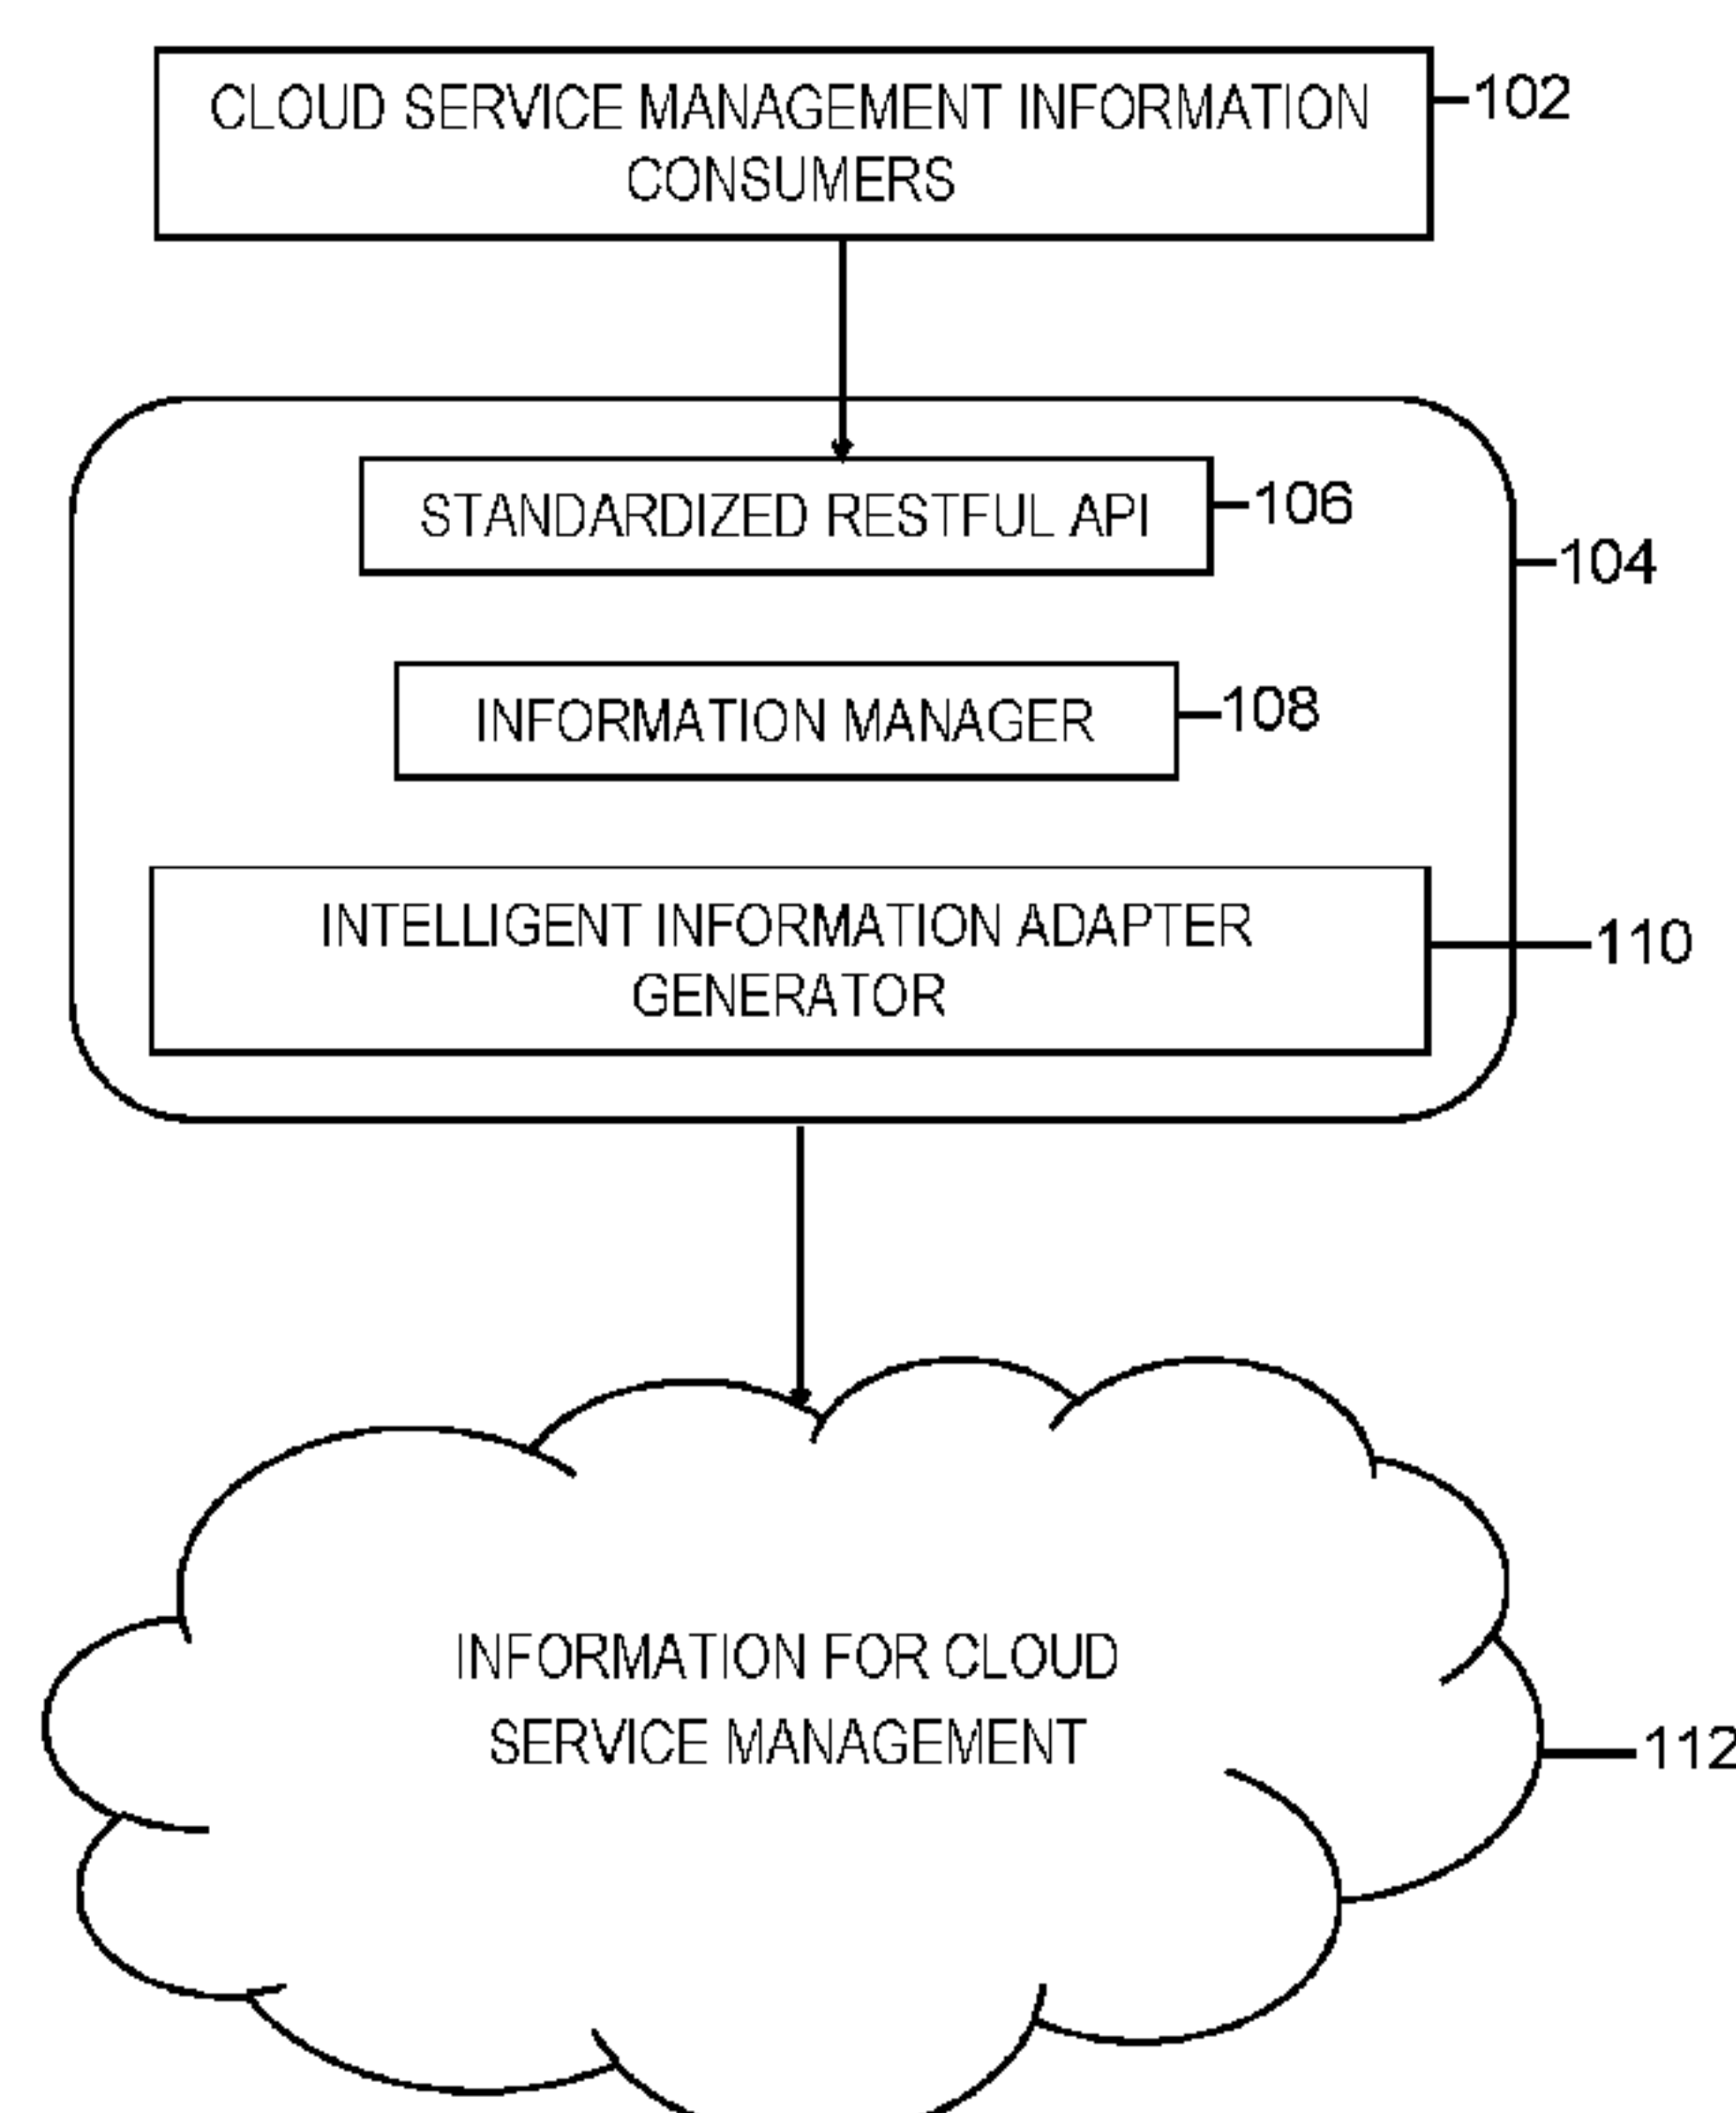 CLOUD SERVICE MANAGEMENT INFORMATION
CONSUMERS
102
STANDARDIZED RESTFUL API
106
104
INFORMATION MANAGER
108
INTELLIGENT INFORMATION ADAPTER
GENERATOR
110
INFORMATION FOR CLOUD
SERVICE MANAGEMENT
112